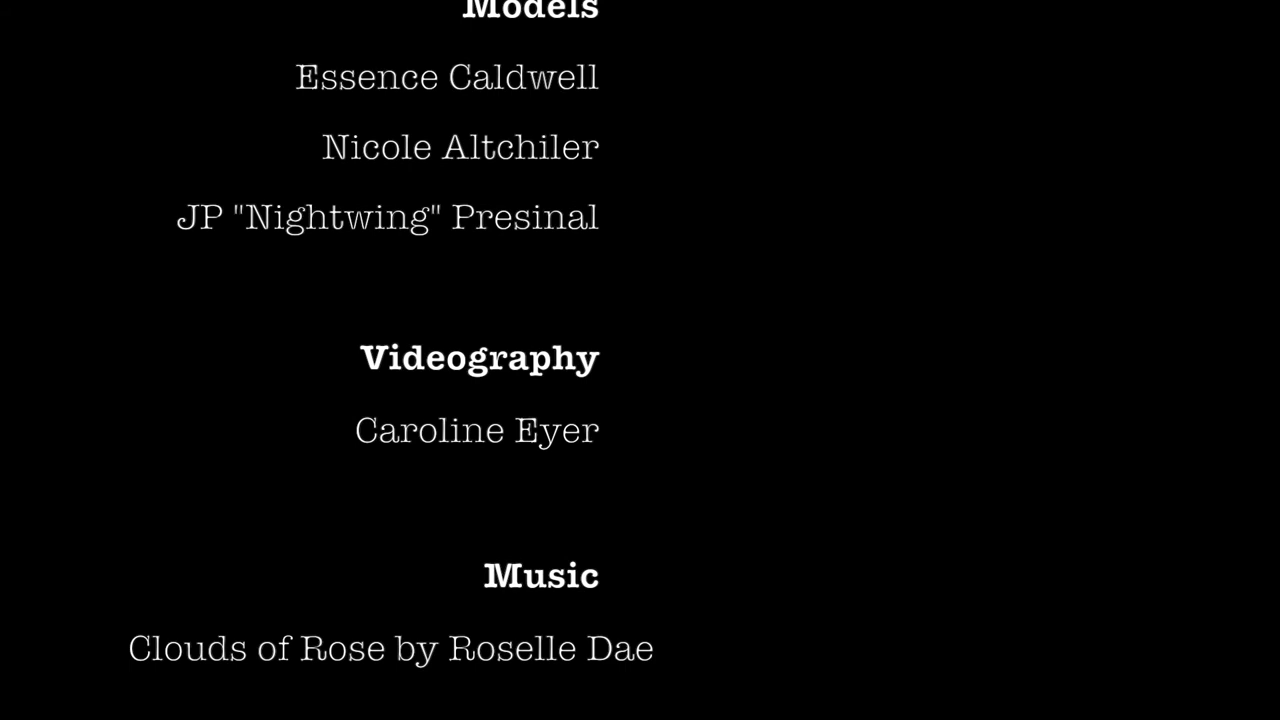 Models
Essence Caldwell
Nicole Altchiler
JP "Nightwing" Presinal
Videography
Caroline Eyer
Music
Clouds of Rose by Roselle Dae